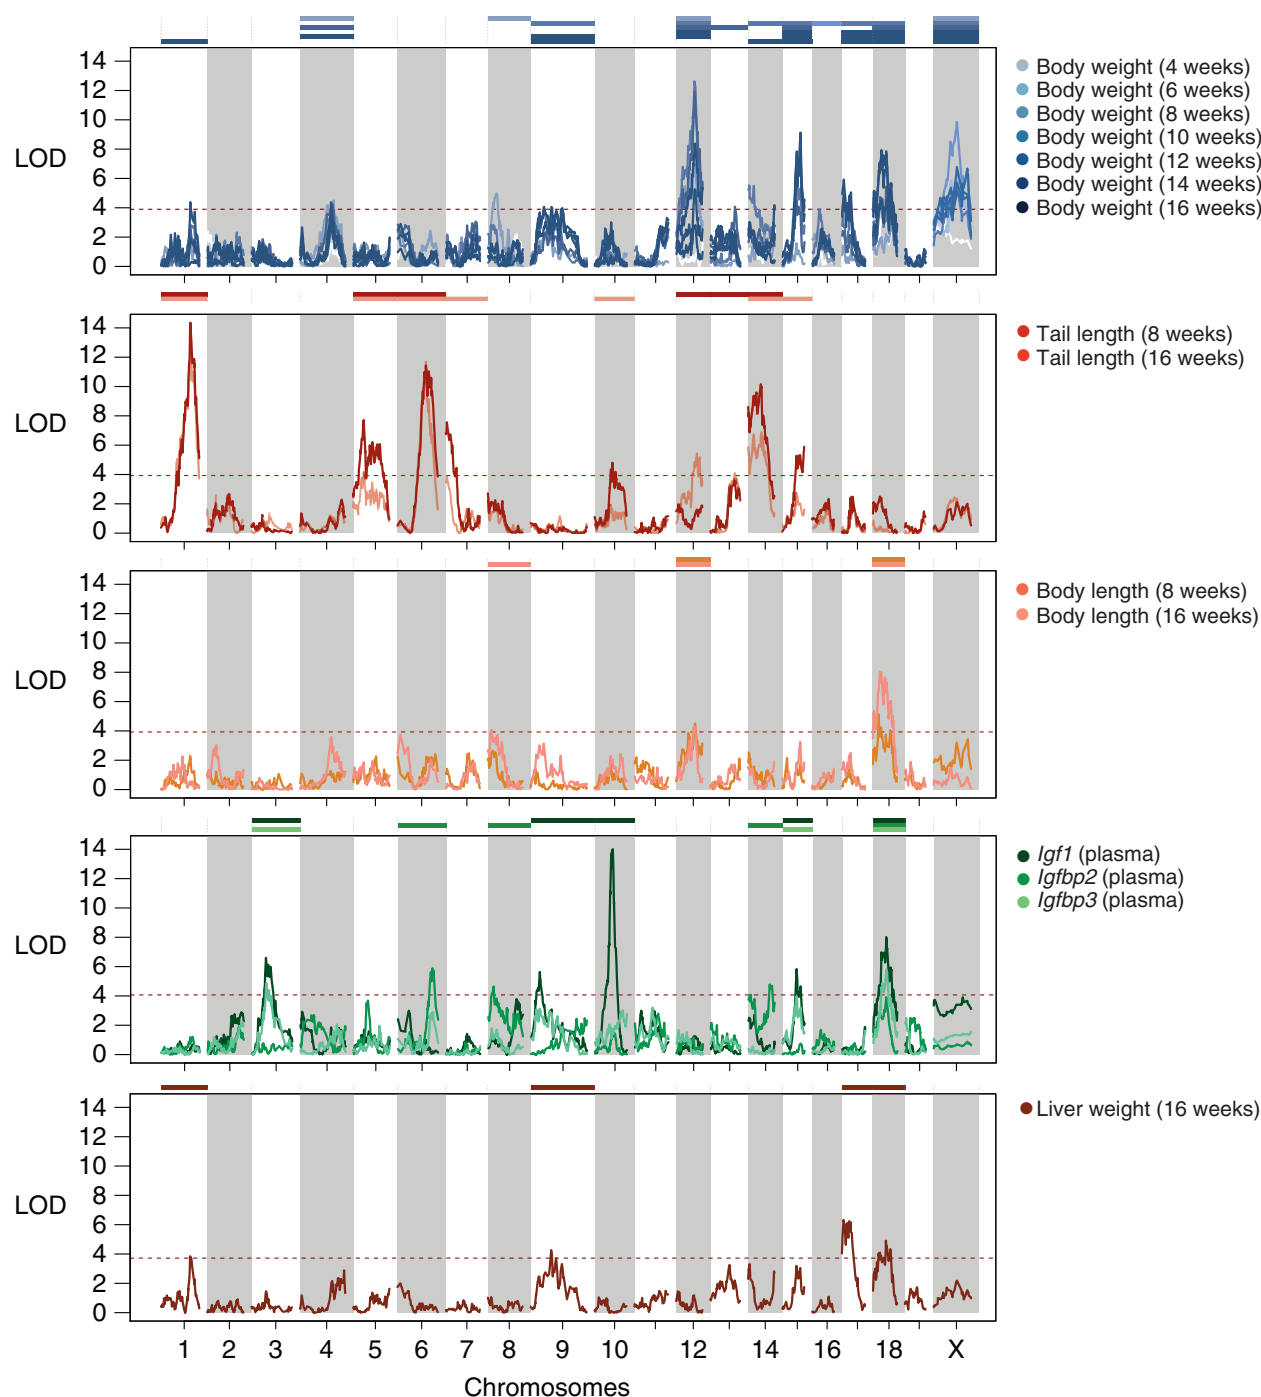 14
12
10
8
6
4
2
0
LOD
Body weight (4 weeks)
Body weight (6 weeks)
Body weight (8 weeks)
Body weight (10 weeks)
Body weight (12 weeks)
Body weight (14 weeks)
Body weight (16 weeks)
14
12
10
8
6
4
2
0
LOD
Tail length (8 weeks)
Tail length (16 weeks)
14
12
10
8
6
4
2
0
LOD
Body length (8 weeks)
Body length (16 weeks)
14
12
10
8
6
4
2
0
LOD
Igf1 (plasma)
Igfbp2 (plasma)
Igfbp3 (plasma)
14
12
10
8
6
4
2
0
LOD
Liver weight (16 weeks)
1 2 3 4 5 6 7 8 9 10 12 14 16 18 X
Chromosomes